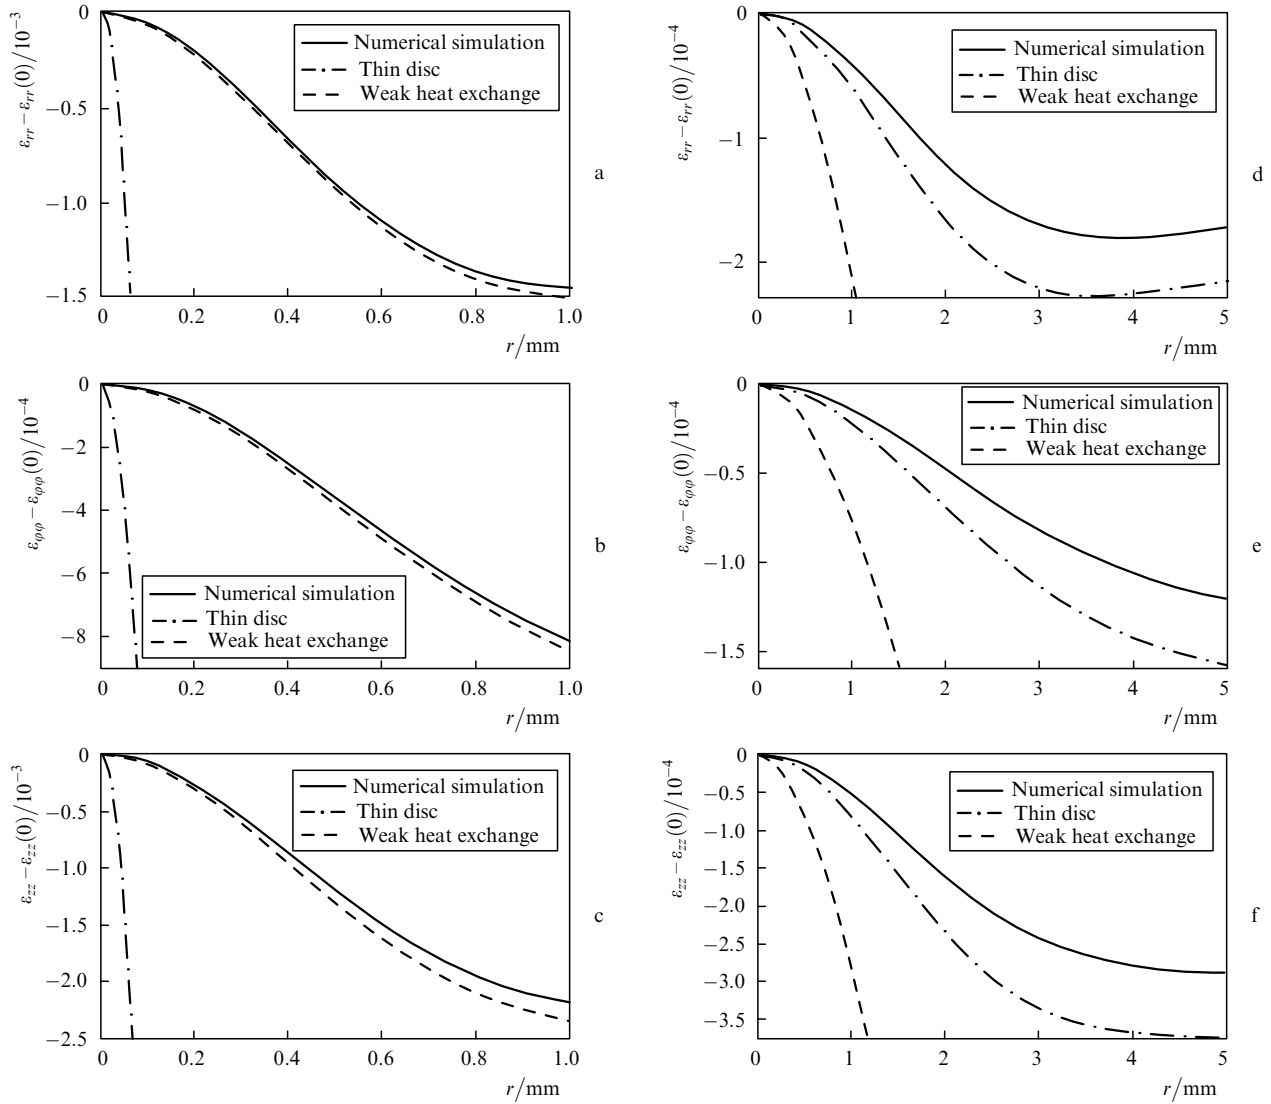 ε_rr − ε_rr(0)/10⁻³
0
−0.5
−1.0
−1.5
Numerical simulation
Thin disc
Weak heat exchange
0 0.2 0.4 0.6 0.8 1.0
r/mm
a
ε_rr − ε_rr(0)/10⁻⁴
0
−1
−2
Numerical simulation
Thin disc
Weak heat exchange
0 1 2 3 4 5
r/mm
d
ε_φφ − ε_φφ(0)/10⁻⁴
0
−2
−4
−6
−8
Numerical simulation
Thin disc
Weak heat exchange
0 0.2 0.4 0.6 0.8 1.0
r/mm
b
ε_φφ − ε_φφ(0)/10⁻⁴
0
−0.5
−1.0
−1.5
Numerical simulation
Thin disc
Weak heat exchange
0 1 2 3 4 5
r/mm
e
ε_zz − ε_zz(0)/10⁻³
0
−0.5
−1.0
−1.5
−2.0
−2.5
Numerical simulation
Thin disc
Weak heat exchange
0 0.2 0.4 0.6 0.8 1.0
r/mm
c
ε_zz − ε_zz(0)/10⁻⁴
0
−0.5
−1.0
−1.5
−2.0
−2.5
−3.0
−3.5
Numerical simulation
Thin disc
Weak heat exchange
0 1 2 3 4 5
r/mm
f